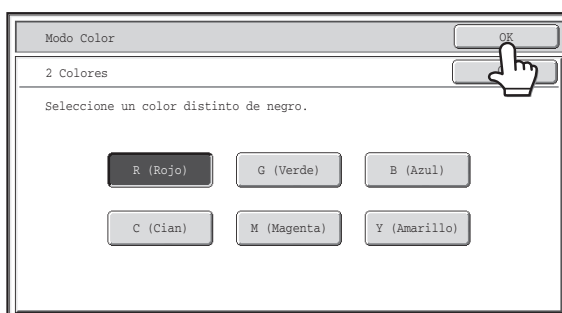 Modo Color
OK
2 Colores
Seleccione un color distinto de negro.
R (Rojo) G (Verde) B (Azul)
C (Cian) M (Magenta) Y (Amarillo)